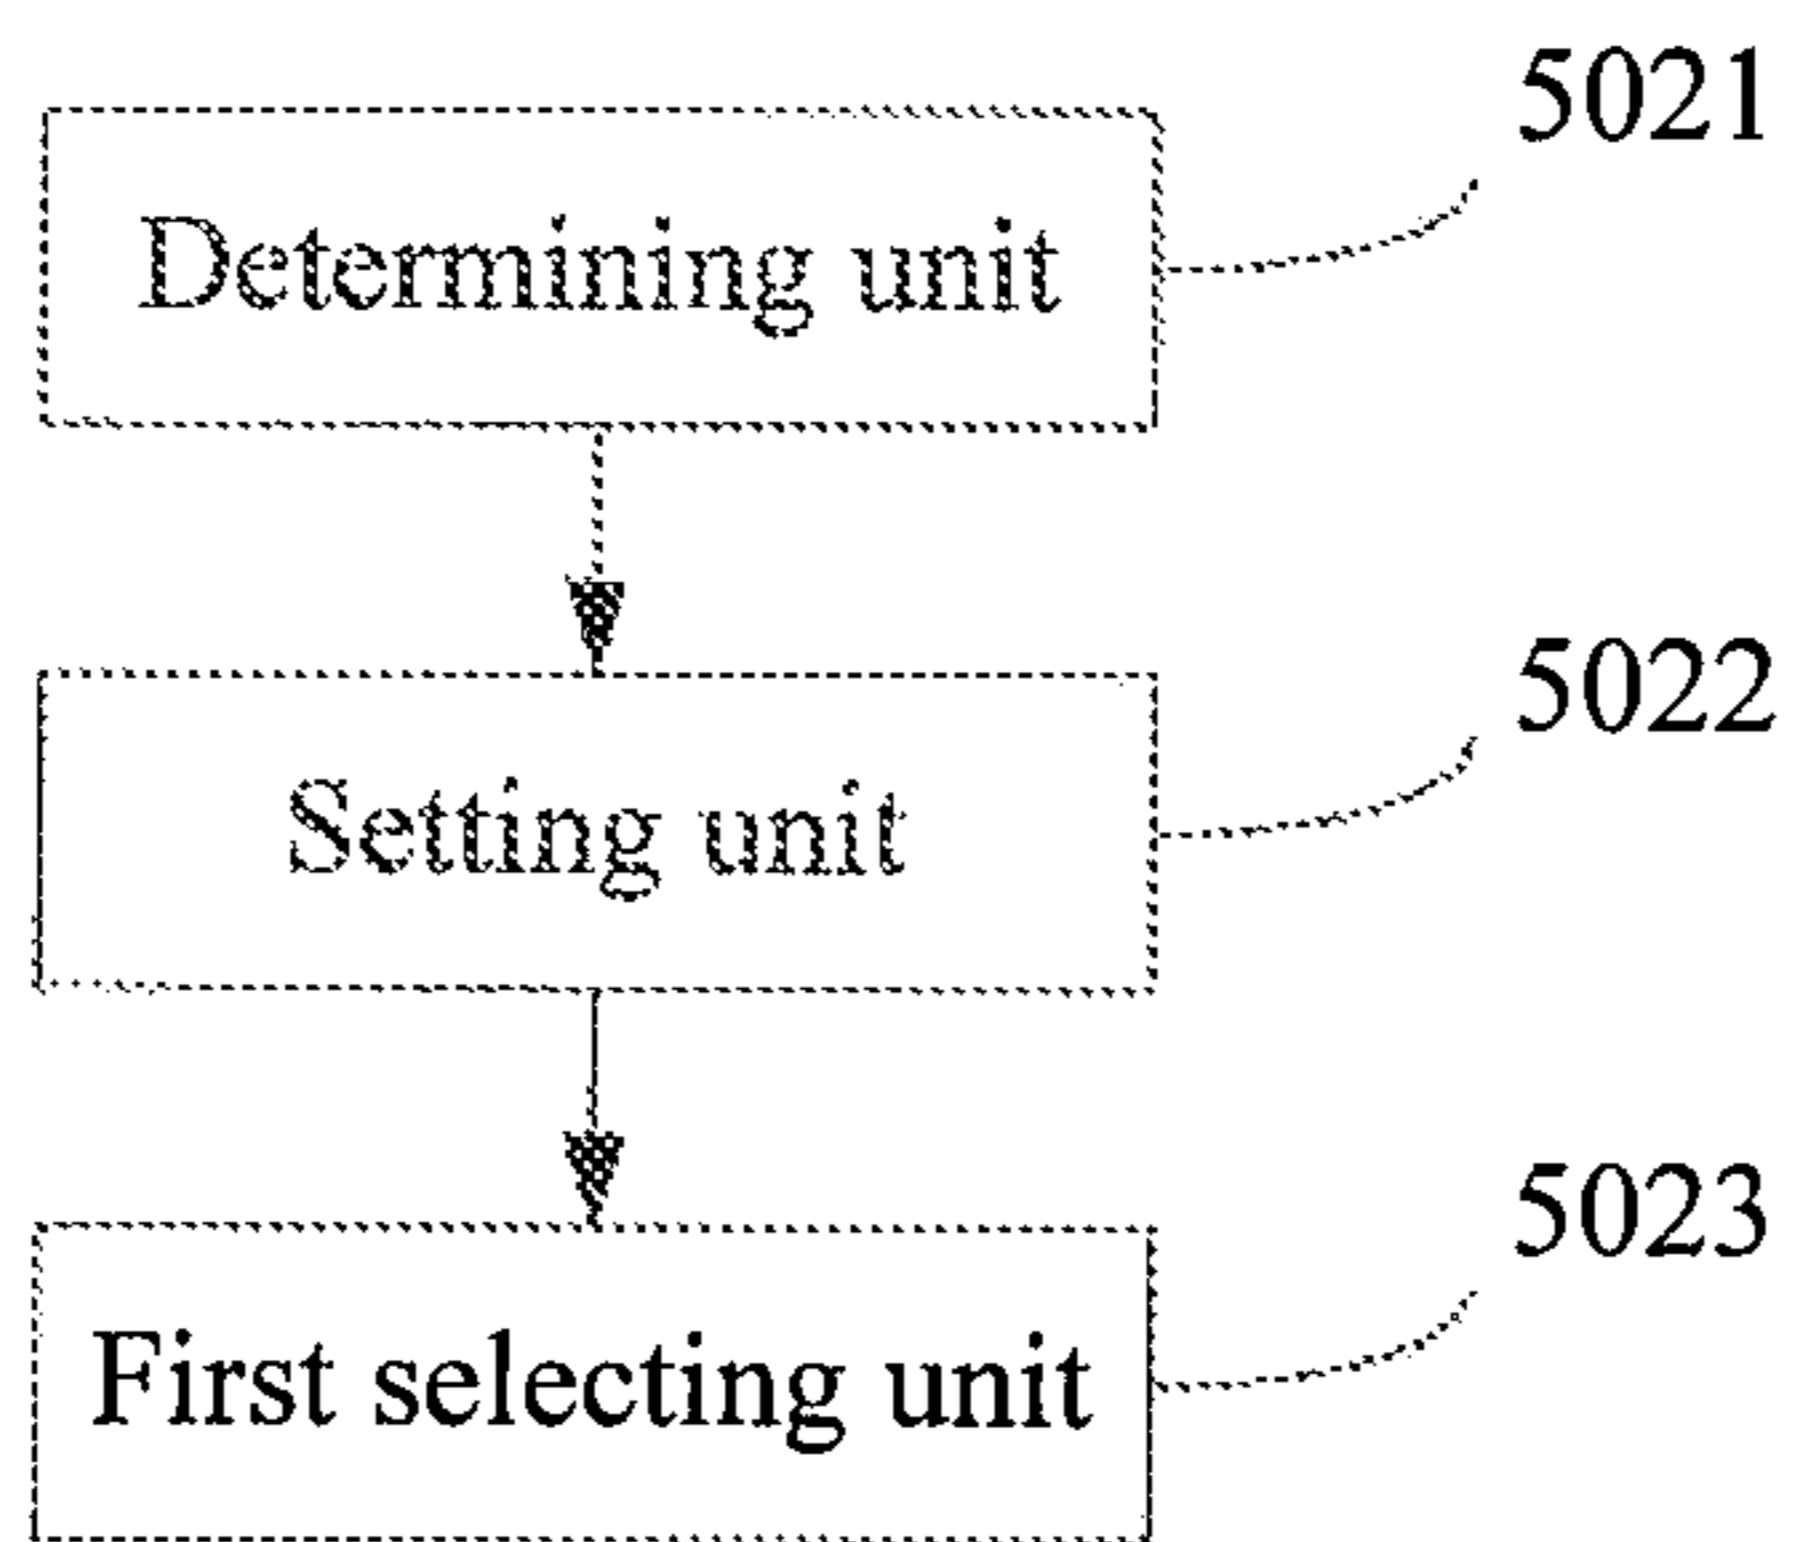 5021
Determining unit
5022
Setting unit
5023
First selecting unit